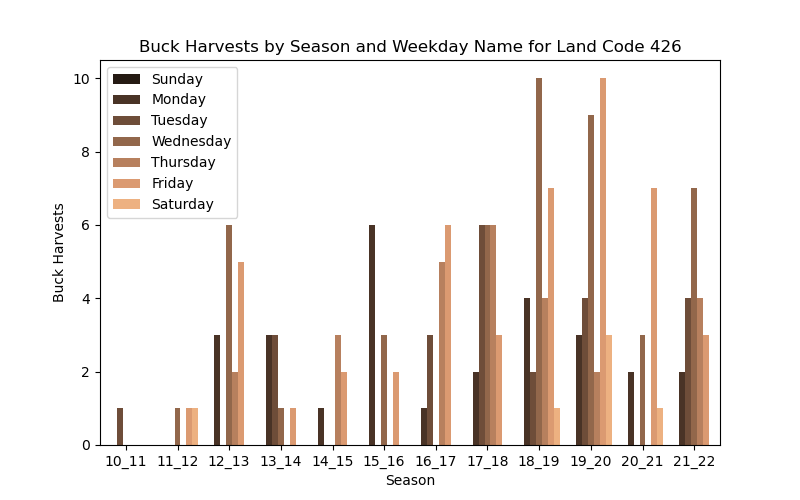 Buck Harvests by Season and Weekday Name for Land Code 426
Sunday
Monday
Tuesday
Wednesday
Thursday
Friday
Saturday
10
8
6
4
2
0
Buck Harvests
10_11 11_12 12_13 13_14 14_15 15_16 16_17 17_18 18_19 19_20 20_21 21_22
Season